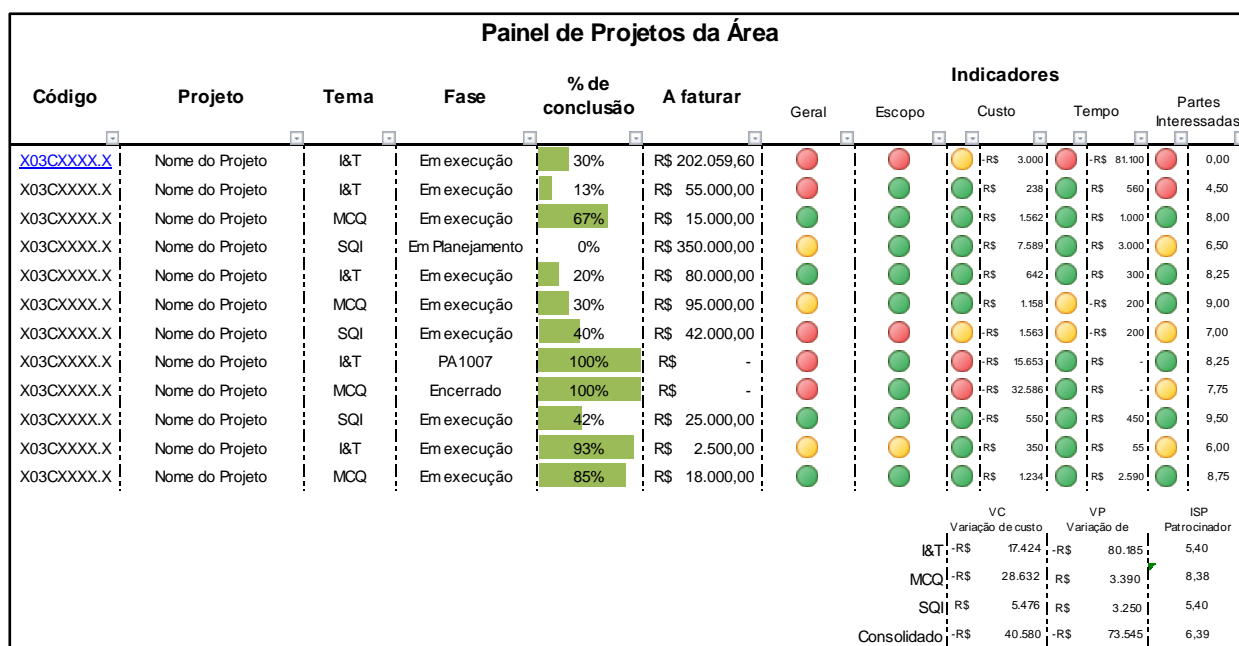 Painel de Projetos da Área
Código Projeto Tema Fase % de conclusão A faturar Indicadores
Geral Escopo Custo Tempo Partes Interessadas
X03CXXXX.X Nome do Projeto I&T Em execução 30% R$ 202.059,60 -R$ 3.000 -R$ 81.100 0,00
X03CXXXX.X Nome do Projeto I&T Em execução 13% R$ 55.000,00 R$ 238 R$ 560 4,50
X03CXXXX.X Nome do Projeto MCQ Em execução 67% R$ 15.000,00 R$ 1.562 R$ 1.000 8,00
X03CXXXX.X Nome do Projeto SQI Em Planejamento 0% R$ 350.000,00 R$ 7.589 R$ 3.000 6,50
X03CXXXX.X Nome do Projeto I&T Em execução 20% R$ 80.000,00 R$ 642 R$ 300 8,25
X03CXXXX.X Nome do Projeto MCQ Em execução 30% R$ 95.000,00 R$ 1.158 -R$ 200 9,00
X03CXXXX.X Nome do Projeto SQI Em execução 40% R$ 42.000,00 -R$ 1.563 -R$ 200 7,00
X03CXXXX.X Nome do Projeto I&T PA1007 100% R$ - -R$ 15.653 R$ - 8,25
X03CXXXX.X Nome do Projeto MCQ Encerrado 100% R$ - -R$ 32.586 R$ - 7,75
X03CXXXX.X Nome do Projeto SQI Em execução 42% R$ 25.000,00 -R$ 550 R$ 450 9,50
X03CXXXX.X Nome do Projeto I&T Em execução 93% R$ 2.500,00 R$ 350 R$ 55 6,00
X03CXXXX.X Nome do Projeto MCQ Em execução 85% R$ 18.000,00 R$ 1.234 R$ 2.590 8,75
VC VP ISP
Variação de custo Variação de Patrocinador
I&T -R$ 17.424 -R$ 80.185 5,40
MCQ -R$ 28.632 R$ 3.390 8,38
SQI R$ 5.476 R$ 3.250 5,40
Consolidado -R$ 40.580 -R$ 73.545 6,39